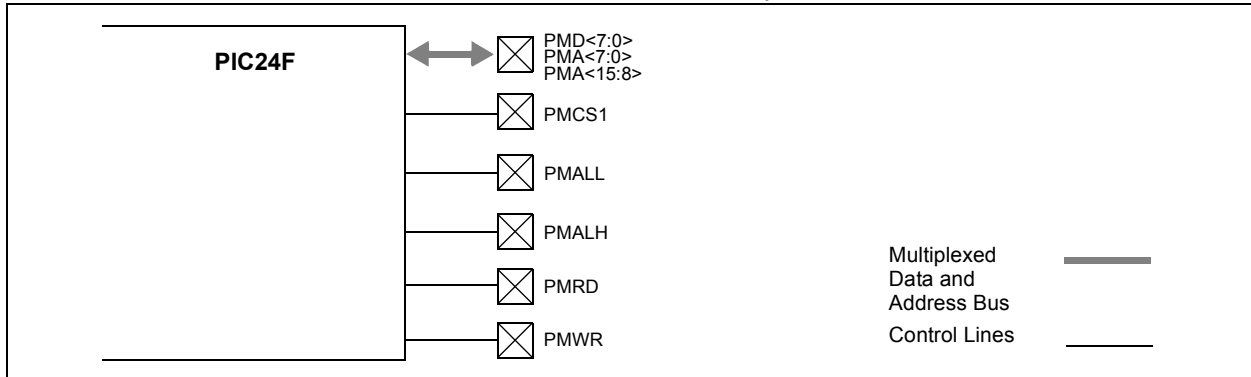 PIC24F
PMD<7:0>
PMA<7:0>
PMA<15:8>
PMCS1
PMALL
PMALH
PMRD
PMWR
Multiplexed
Data and
Address Bus
Control Lines